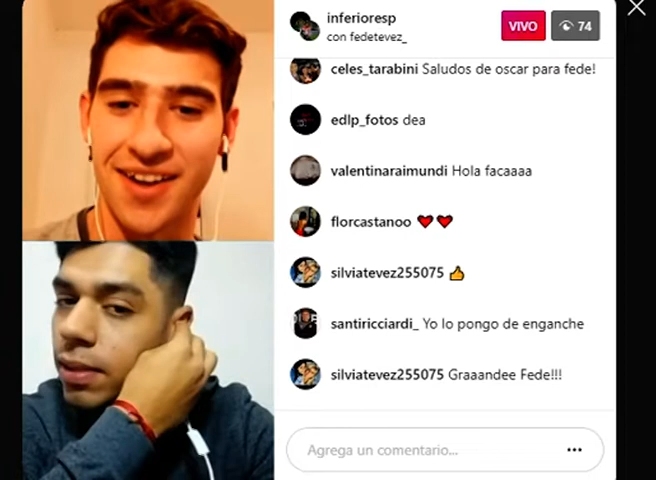 inferioresp
con fedetevez_
VIVO
74
celes_tarabini Saludos de oscar para fede!
edlp_fotos dea
valentinaraimundi Hola facaaaa
florcastanoo ❤️❤️
silviatevez255075 👍
santiricciardi_ Yo lo pongo de enganche
silviatevez255075 Graaandee Fede!!!
Agrega un comentario...